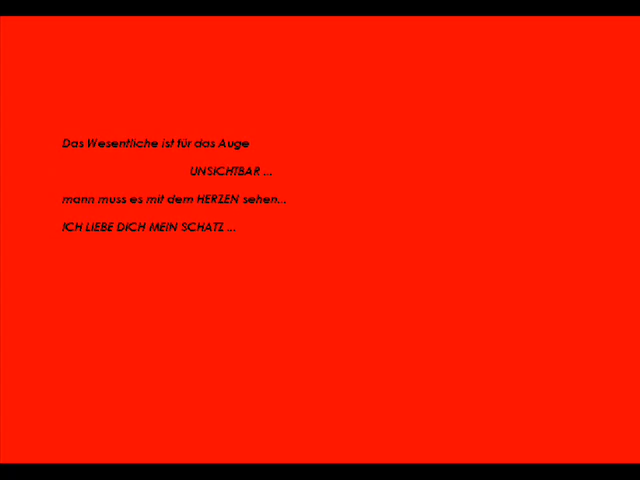 Das Wesentliche ist für das Auge
UNSICHTBAR ...
mann muss es mit dem HERZEN sehen...
ICH LIEBE DICH MEIN SCHATZ ...